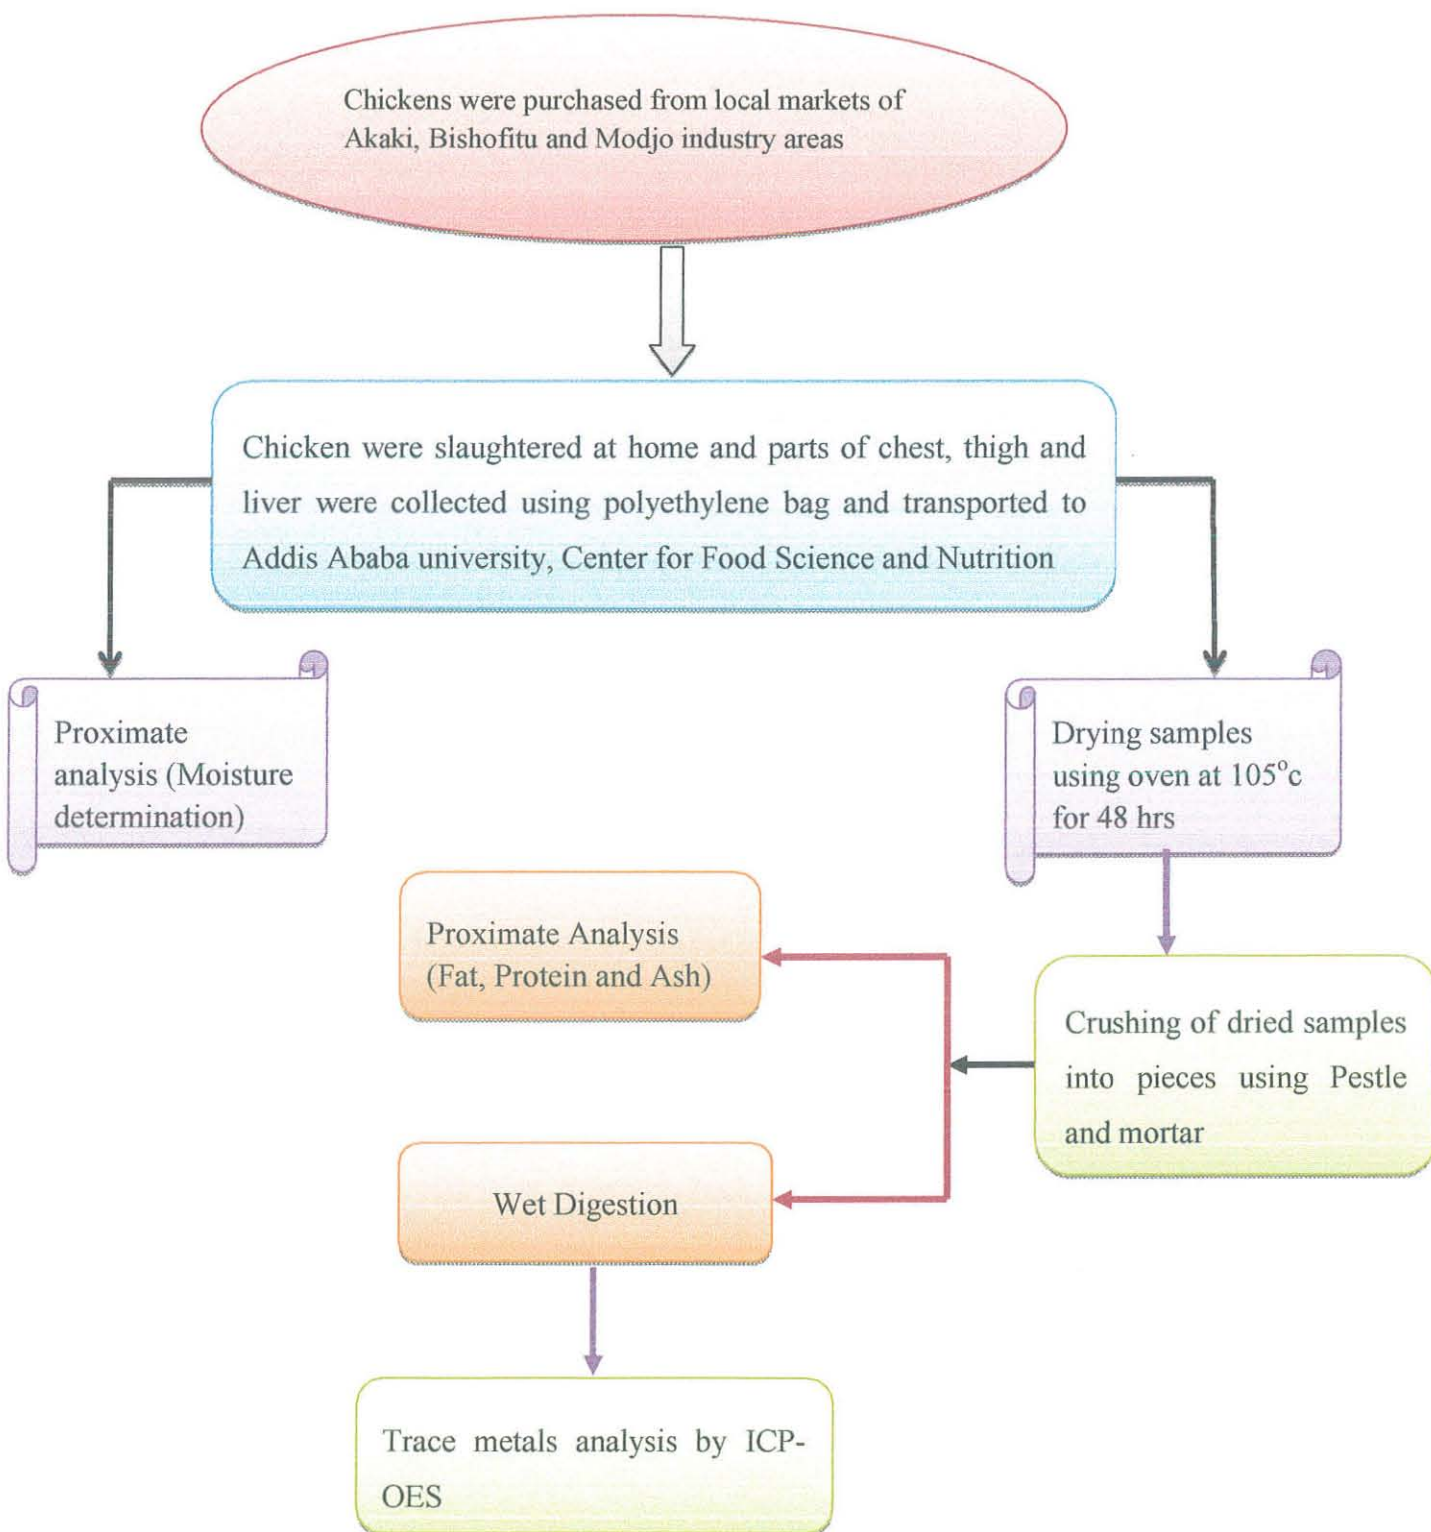 Chickens were purchased from local markets of
Akaki, Bishofitu and Modjo industry areas
Chicken were slaughtered at home and parts of chest, thigh and
liver were collected using polyethylene bag and transported to
Addis Ababa university, Center for Food Science and Nutrition
Proximate
analysis (Moisture
determination)
Drying samples
using oven at 105°c
for 48 hrs
Proximate Analysis
(Fat, Protein and Ash)
Crushing of dried samples
into pieces using Pestle
and mortar
Wet Digestion
Trace metals analysis by ICP-
OES